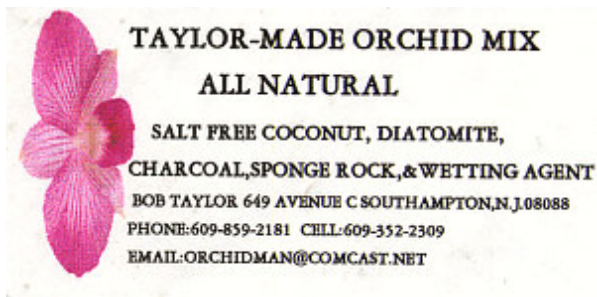 TAYLOR-MADE ORCHID MIX
ALL NATURAL
SALT FREE COCONUT, DIATOMITE,
CHARCOAL,SPONGE ROCK,&WETTING AGENT
BOB TAYLOR 649 AVENUE C SOUTHAMPTON,N.J.08088
PHONE:609-859-2181 CELL:609-352-2309
EMAIL:ORCHIDMAN@COMCAST.NET